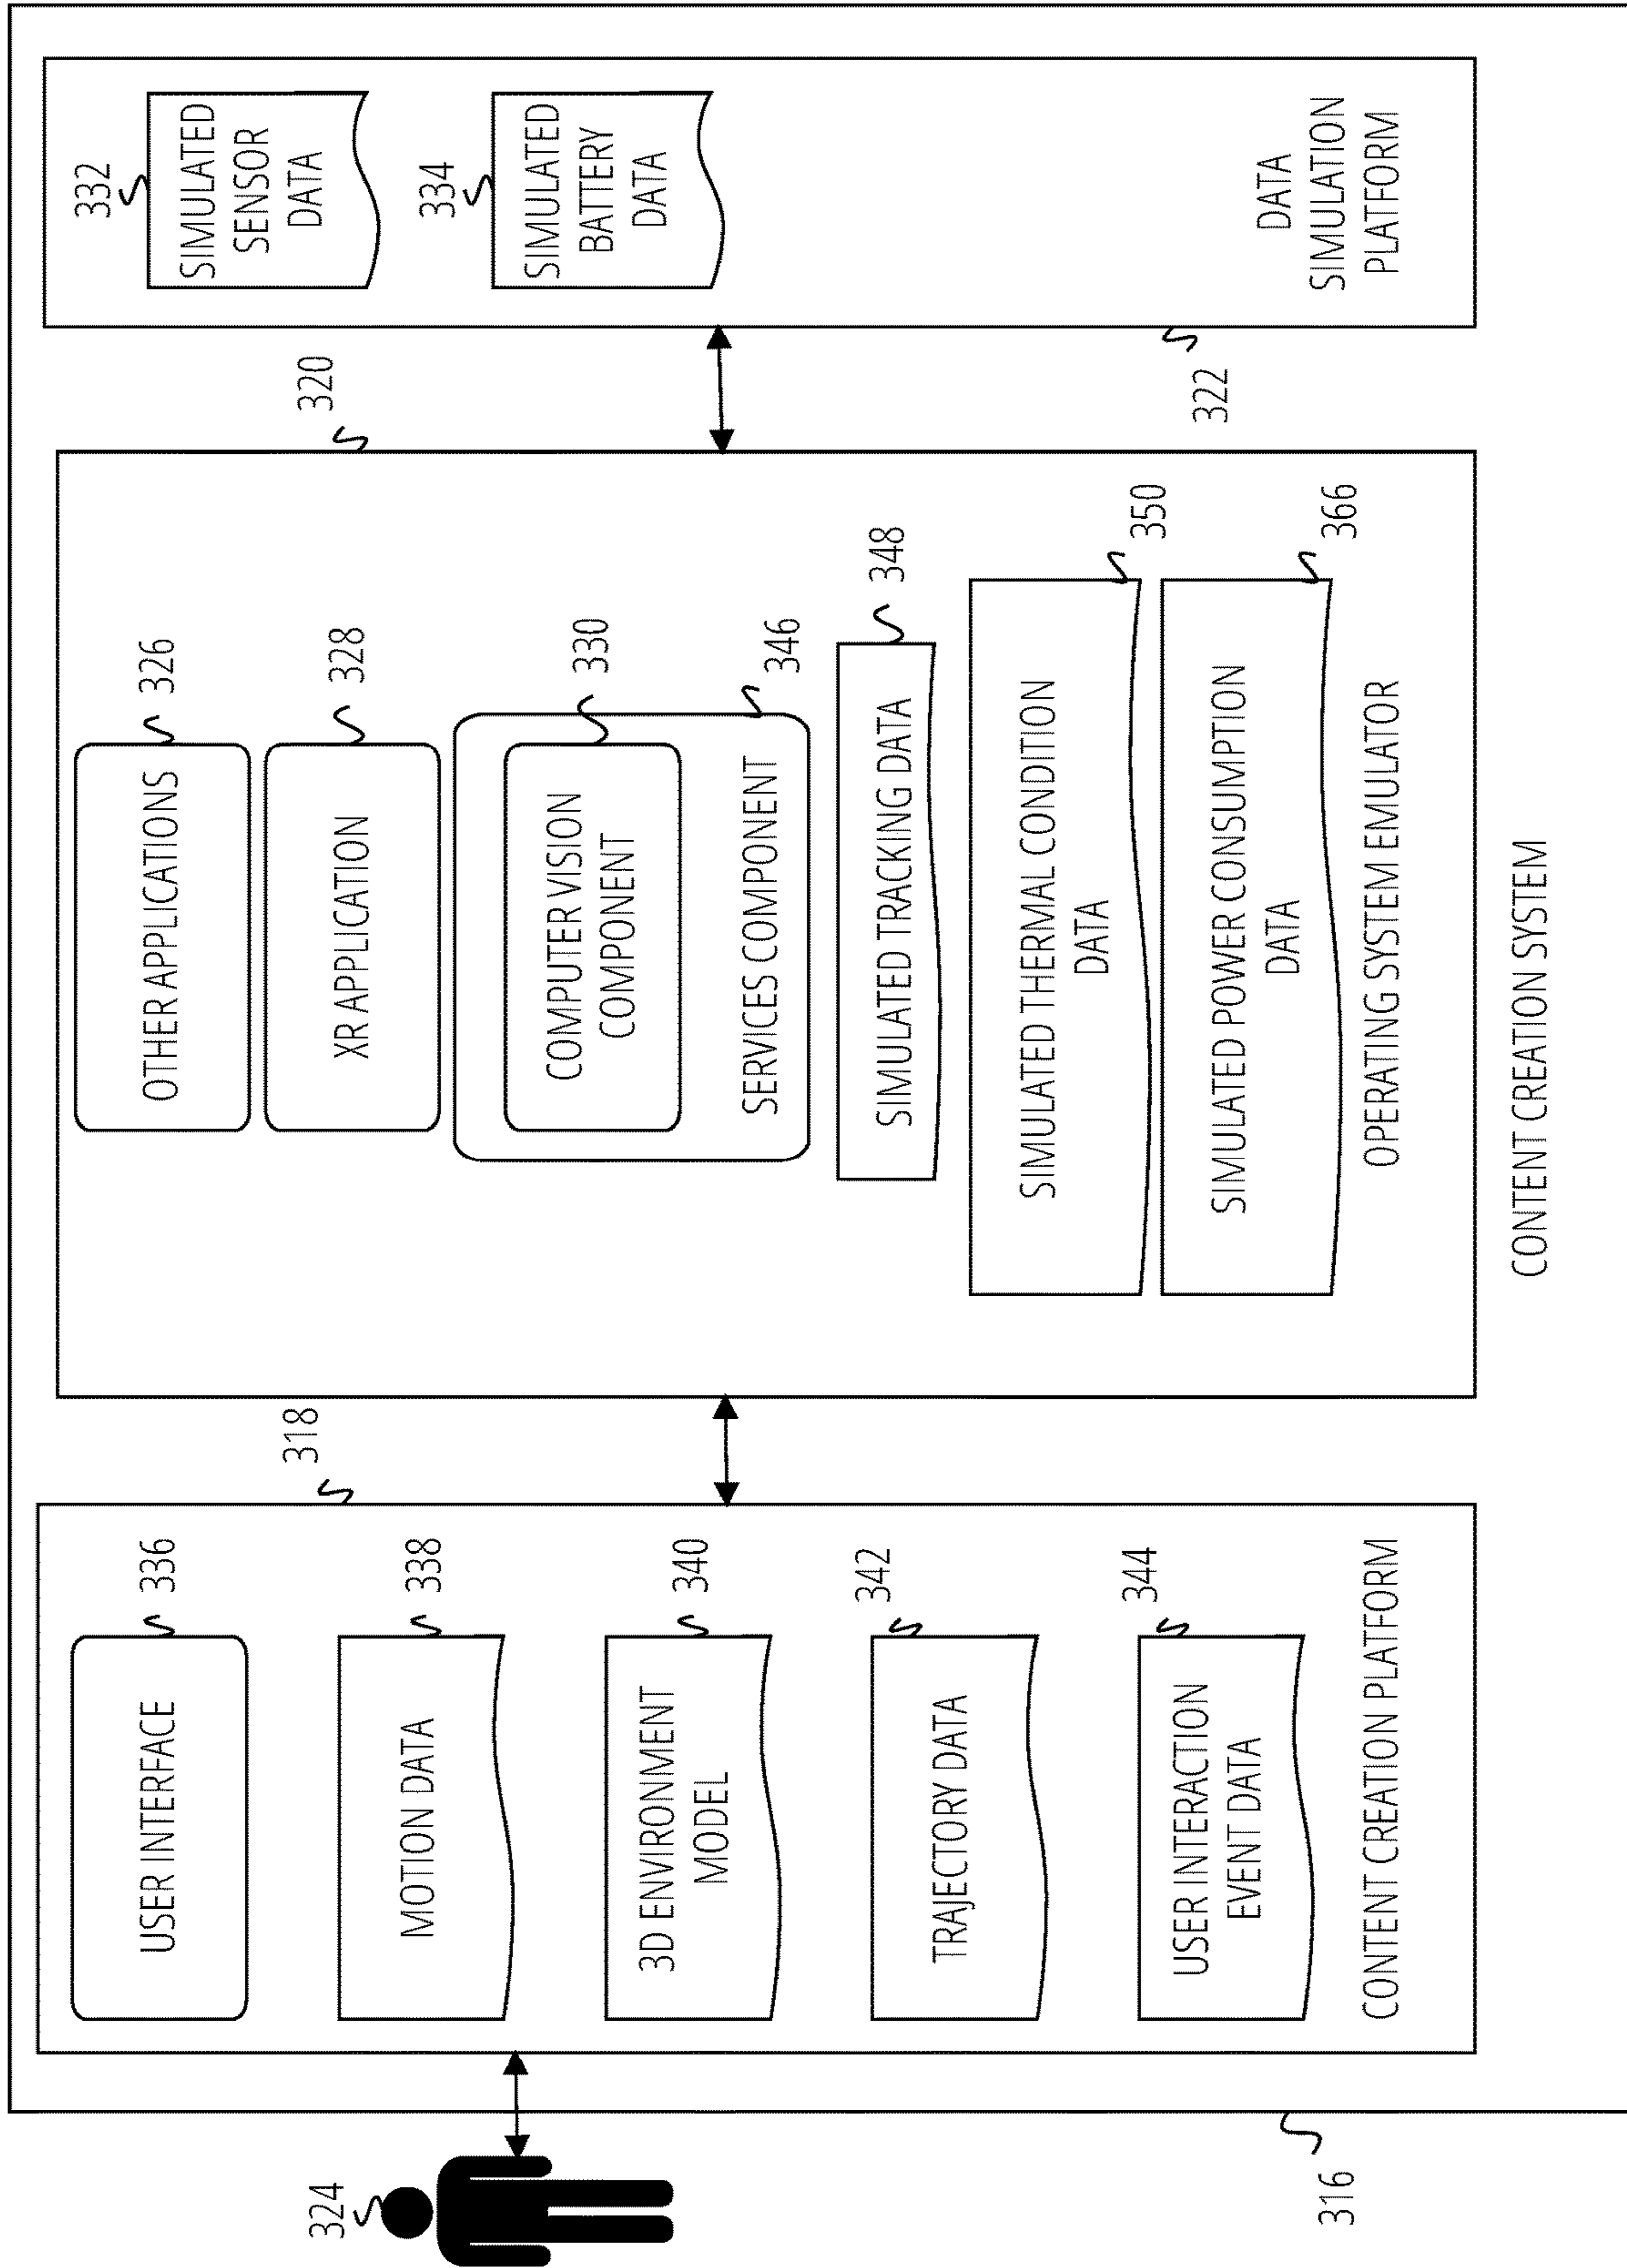 324
316
318
USER INTERFACE
336
MOTION DATA
338
3D ENVIRONMENT
MODEL
340
TRAJECTORY DATA
342
USER INTERACTION
EVENT DATA
344
CONTENT CREATION PLATFORM
320
OTHER APPLICATIONS
326
XR APPLICATION
328
COMPUTER VISION
COMPONENT
330
SERVICES COMPONENT
346
SIMULATED TRACKING DATA
348
SIMULATED THERMAL CONDITION
DATA
350
SIMULATED POWER CONSUMPTION
DATA
366
OPERATING SYSTEM EMULATOR
332
SIMULATED
SENSOR
DATA
334
SIMULATED
BATTERY
DATA
322
DATA
SIMULATION
PLATFORM
CONTENT CREATION SYSTEM